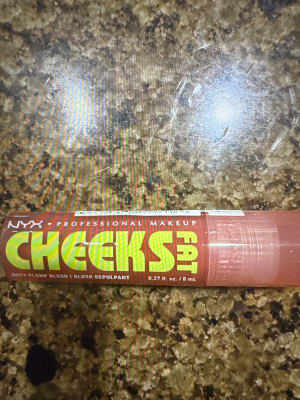 NYX • PROFESSIONAL MAKEUP
CHEEKS
FAT
JUICY PLUMP BLUSH | BLUSH REPULPANT
0.27 fl. oz. / 8 mL